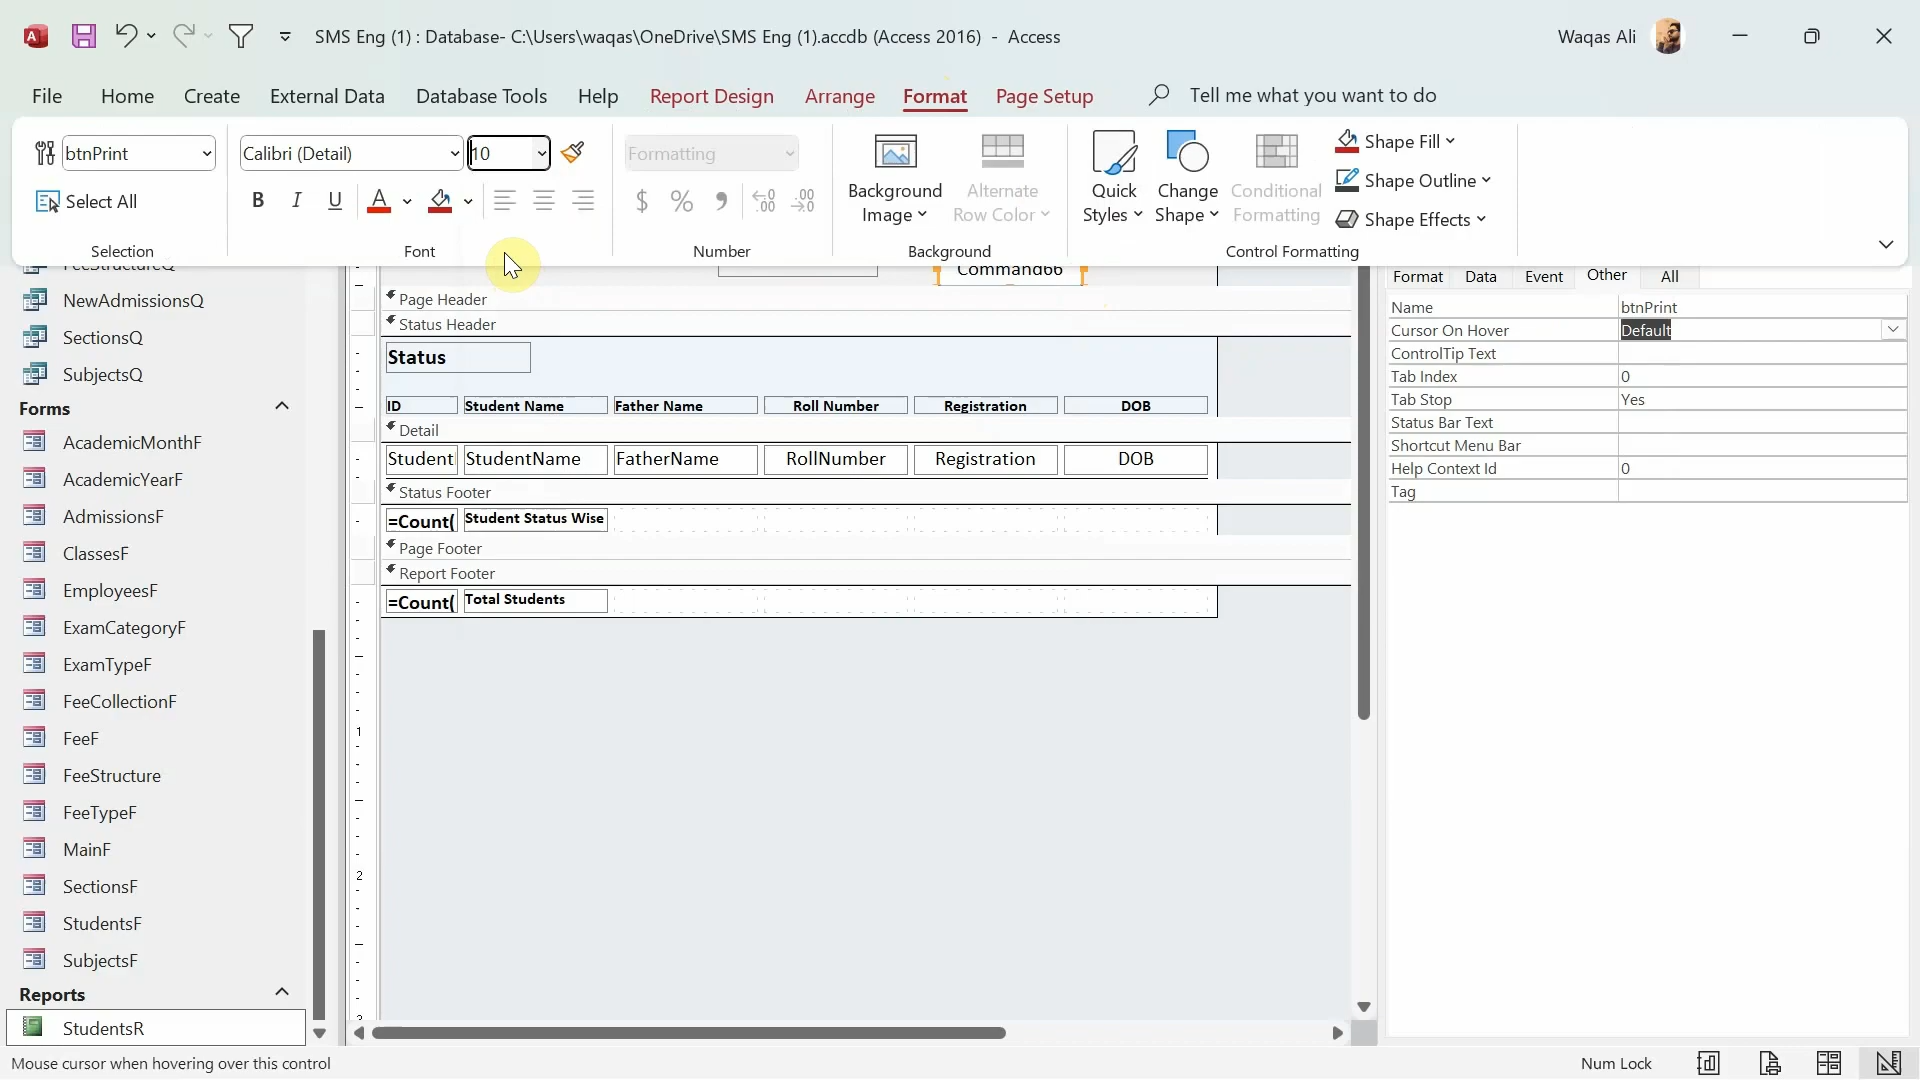 SMS Eng (1) : Database- C:\Users\waqas\OneDrive\SMS Eng (1).accdb (Access 2016) - Access
Waqas Ali
File Home Create External Data Database Tools Help Report Design Arrange Format Page Setup Tell me what you want to do
btnPrint
Select All
Selection
Calibri (Detail) 10
B I U A
Font
Formatting
$ % 9
Number
Background Image
Alternate Row Color
Background
Quick Styles
Change Shape
Conditional Formatting
Shape Fill
Shape Outline
Shape Effects
Control Formatting
FeeStructureQ
NewAdmissionsQ
SectionsQ
SubjectsQ
Forms
AcademicMonthF
AcademicYearF
AdmissionsF
ClassesF
EmployeesF
ExamCategoryF
ExamTypeF
FeeCollectionF
FeeF
FeeStructure
FeeTypeF
MainF
SectionsF
StudentsF
SubjectsF
Reports
StudentsR
Command66
Page Header
Status Header
Status
ID Student Name Father Name Roll Number Registration DOB
Detail
StudentI StudentName FatherName RollNumber Registration DOB
Status Footer
=Count( Student Status Wise
Page Footer
Report Footer
=Count( Total Students
1
2
Format Data Event Other All
Name btnPrint
Cursor On Hover Default
ControlTip Text
Tab Index 0
Tab Stop Yes
Status Bar Text
Shortcut Menu Bar
Help Context Id 0
Tag
Mouse cursor when hovering over this control
Num Lock